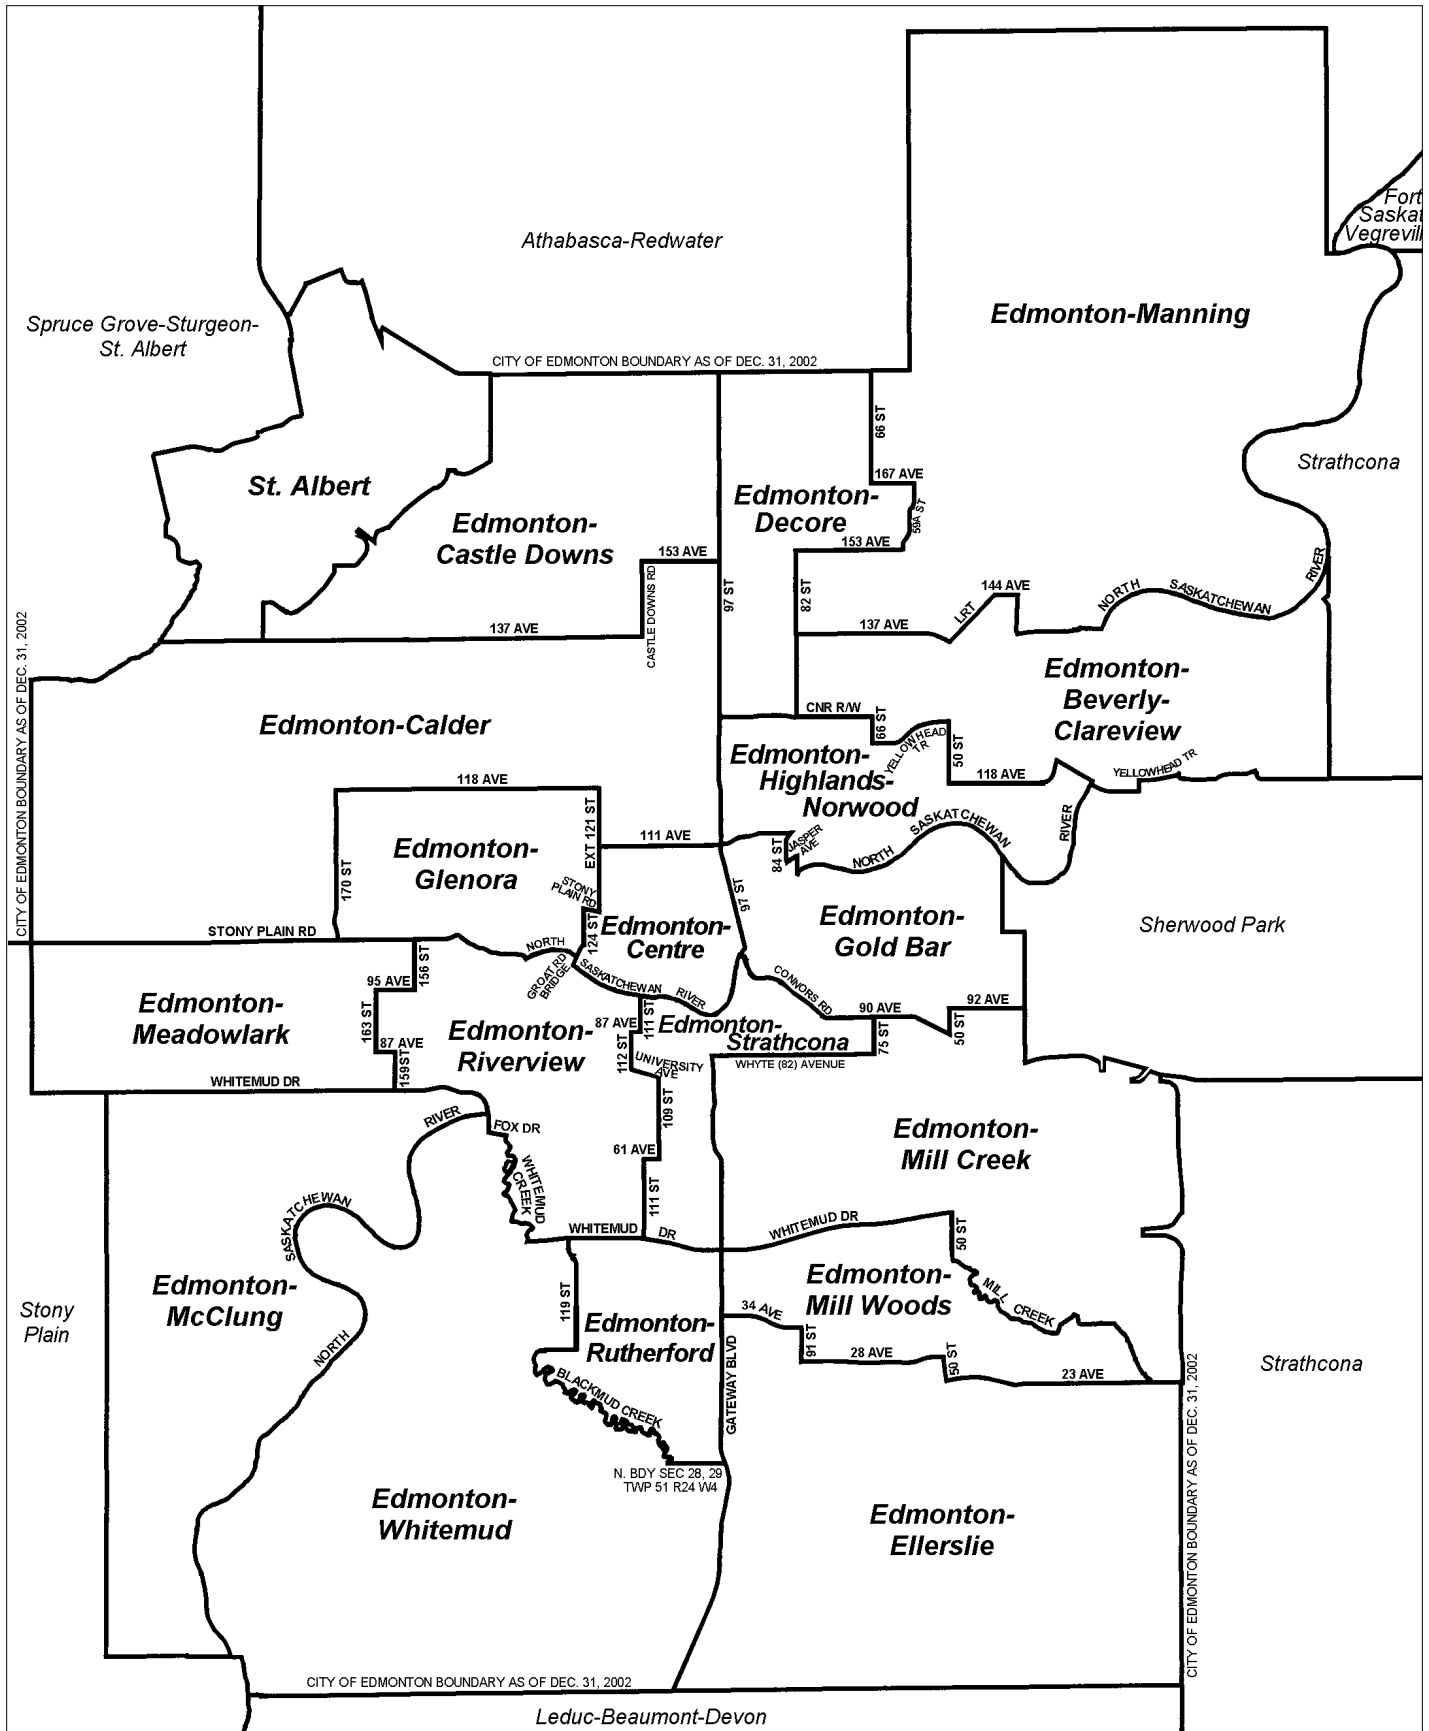 Fort
Saskat
Vegrevill
Athabasca-Redwater
Edmonton-Manning
Spruce Grove-Sturgeon-
St. Albert
CITY OF EDMONTON BOUNDARY AS OF DEC. 31, 2002
66 ST
Strathcona
167 AVE
St. Albert
Edmonton-
Decore
59A ST
Edmonton-
Castle Downs
153 AVE
153 AVE
CASTLE DOWNS RD
97 ST
82 ST
144 AVE
LRT
NORTH
SASKATCHEWAN
RIVER
137 AVE
137 AVE
CITY OF EDMONTON BOUNDARY AS OF DEC. 31, 2002
Edmonton-
Beverly-
Clareview
Edmonton-Calder
CNR R/W
66 ST
YELLOWHEAD
TR
50 ST
118 AVE
YELLOWHEAD TR
Edmonton-
Highlands-
Norwood
118 AVE
EXT 121 ST
111 AVE
84 ST
JASPER
AVE
NORTH
SASKATCHEWAN
RIVER
Edmonton-
Glenora
170 ST
STONY
PLAIN RD
97 ST
Edmonton-
Gold Bar
Sherwood Park
STONY PLAIN RD
124 ST
Edmonton-
Centre
NORTH
GROAT RD
BRIDGE
SASKATCHEWAN
RIVER
156 ST
95 AVE
CONNORS RD
90 AVE
92 AVE
50 ST
75 ST
Edmonton-
Meadowlark
163 ST
87 AVE
159 ST
Edmonton-
Riverview
87 AVE
111 ST
112 ST
UNIVERSITY
AVE
Edmonton-
Strathcona
WHYTE (82) AVENUE
WHITEMUD DR
109 ST
RIVER
FOX DR
WHITEMUD
CREEK
61 AVE
111 ST
Edmonton-
Mill Creek
SASKATCHEWAN
WHITEMUD
DR
WHITEMUD DR
50 ST
Edmonton-
McClung
Stony
Plain
NORTH
119 ST
Edmonton-
Rutherford
Edmonton-
Mill Woods
MILL
CREEK
34 AVE
91 ST
28 AVE
50 ST
23 AVE
GATEWAY BLVD
Strathcona
BLACKMUD CREEK
N. BDY SEC 28, 29
TWP 51 R24 W4
Edmonton-
Whitemud
Edmonton-
Ellerslie
CITY OF EDMONTON BOUNDARY AS OF DEC. 31, 2002
CITY OF EDMONTON BOUNDARY AS OF DEC. 31, 2002
Leduc-Beaumont-Devon